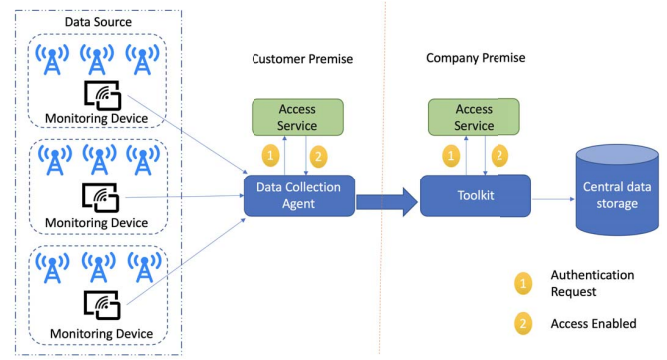 Data Source
Monitoring Device
Monitoring Device
Monitoring Device
Customer Premise
Access
Service
1
2
Data Collection
Agent
Company Premise
Access
Service
1
2
Toolkit
Central data
storage
1
Authentication
Request
2
Access Enabled